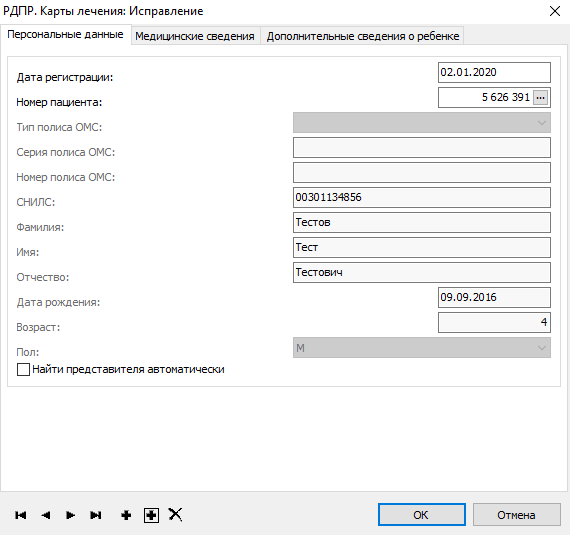 РДПР. Карты лечения: Исправление
Персональные данные Медицинские сведения Дополнительные сведения о ребенке
Дата регистрации: 02.01.2020
Номер пациента: 5 626 391 ...
Тип полиса ОМС:
Серия полиса ОМС:
Номер полиса ОМС:
СНИЛС: 00301134856
Фамилия: Тестов
Имя: Тест
Отчество: Тестович
Дата рождения: 09.09.2016
Возраст: 4
Пол: М
Найти представителя автоматически
ОК Отмена